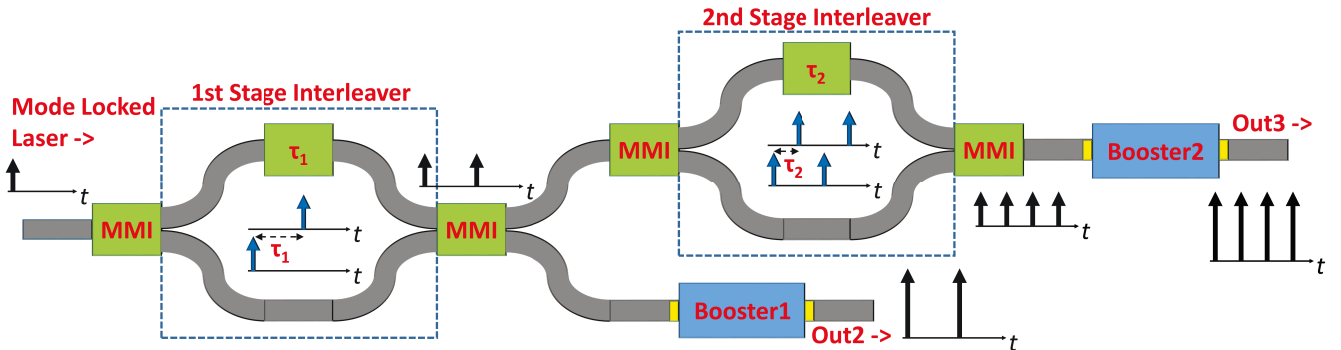 2nd Stage Interleaver
1st Stage Interleaver
Mode Locked
Laser ->
t
τ1
t
τ1
t
MMI
t
MMI
MMI
τ2
t
τ2
t
MMI
t
Booster2
Out3 ->
t
Booster1
Out2 ->
t